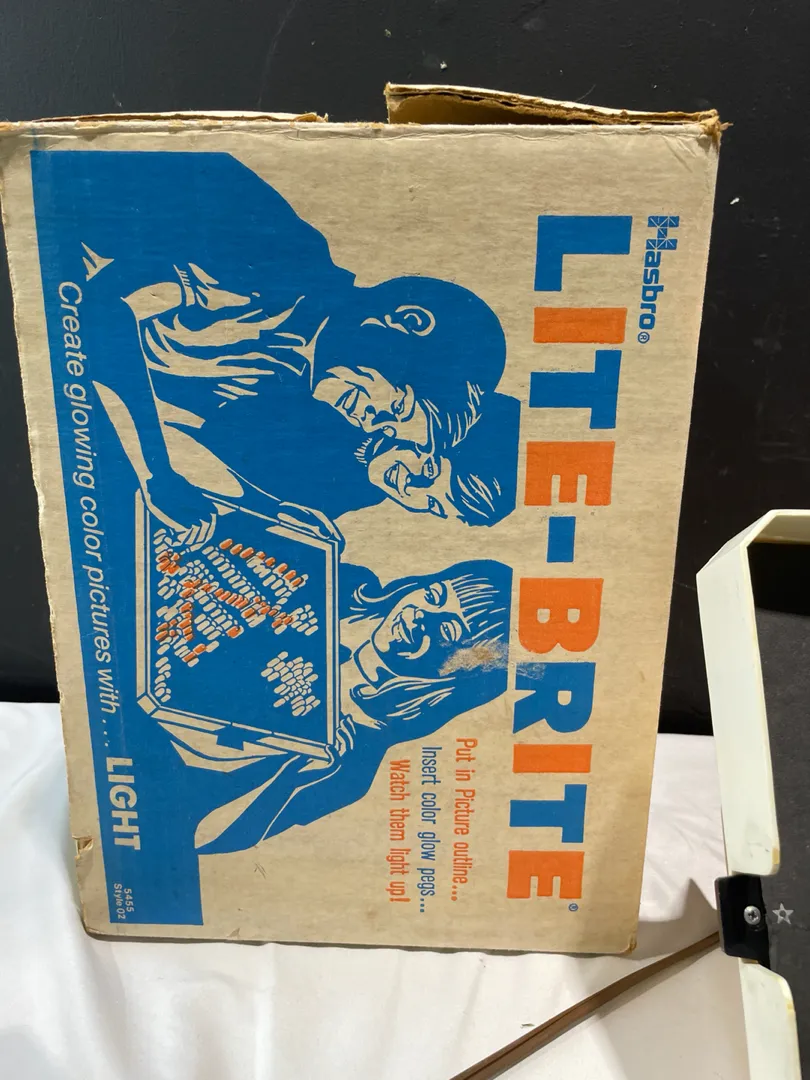 Hasbro®
LITE-BRITE®
Put in Picture outline...
Insert color glow pegs...
Watch them light up!
Create glowing color pictures with... LIGHT
5455
Style 02